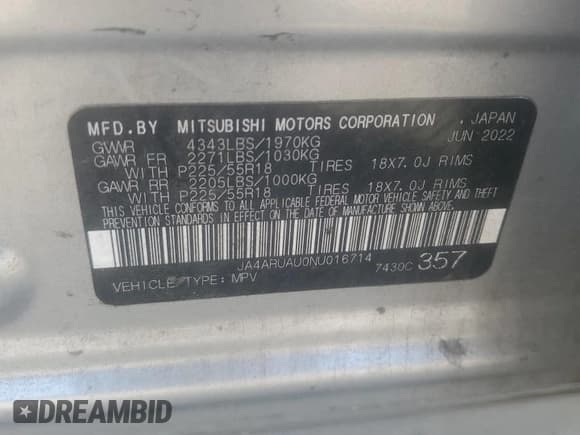 MFD.BY MITSUBISHI MOTORS CORPORATION . JAPAN
GVWR 4343LBS/1970KG JUN 2022
GAWR FR 2271LBS/1030KG
WITH P225/55R18 TIRES 18X7.0J RIMS
GAWR RR 2205LBS/1000KG
WITH P225/55R18 TIRES 18X7.0J RIMS
THIS VEHICLE CONFORMS TO ALL APPLICABLE FEDERAL MOTOR VEHICLE SAFETY AND THEFT
PREVENTION STANDARDS IN EFFECT ON THE DATE OF MANUFACTURE SHOWN ABOVE.
JA4ARUAU0NU016714
VEHICLE TYPE: MPV 7430C 357
DREAMBID